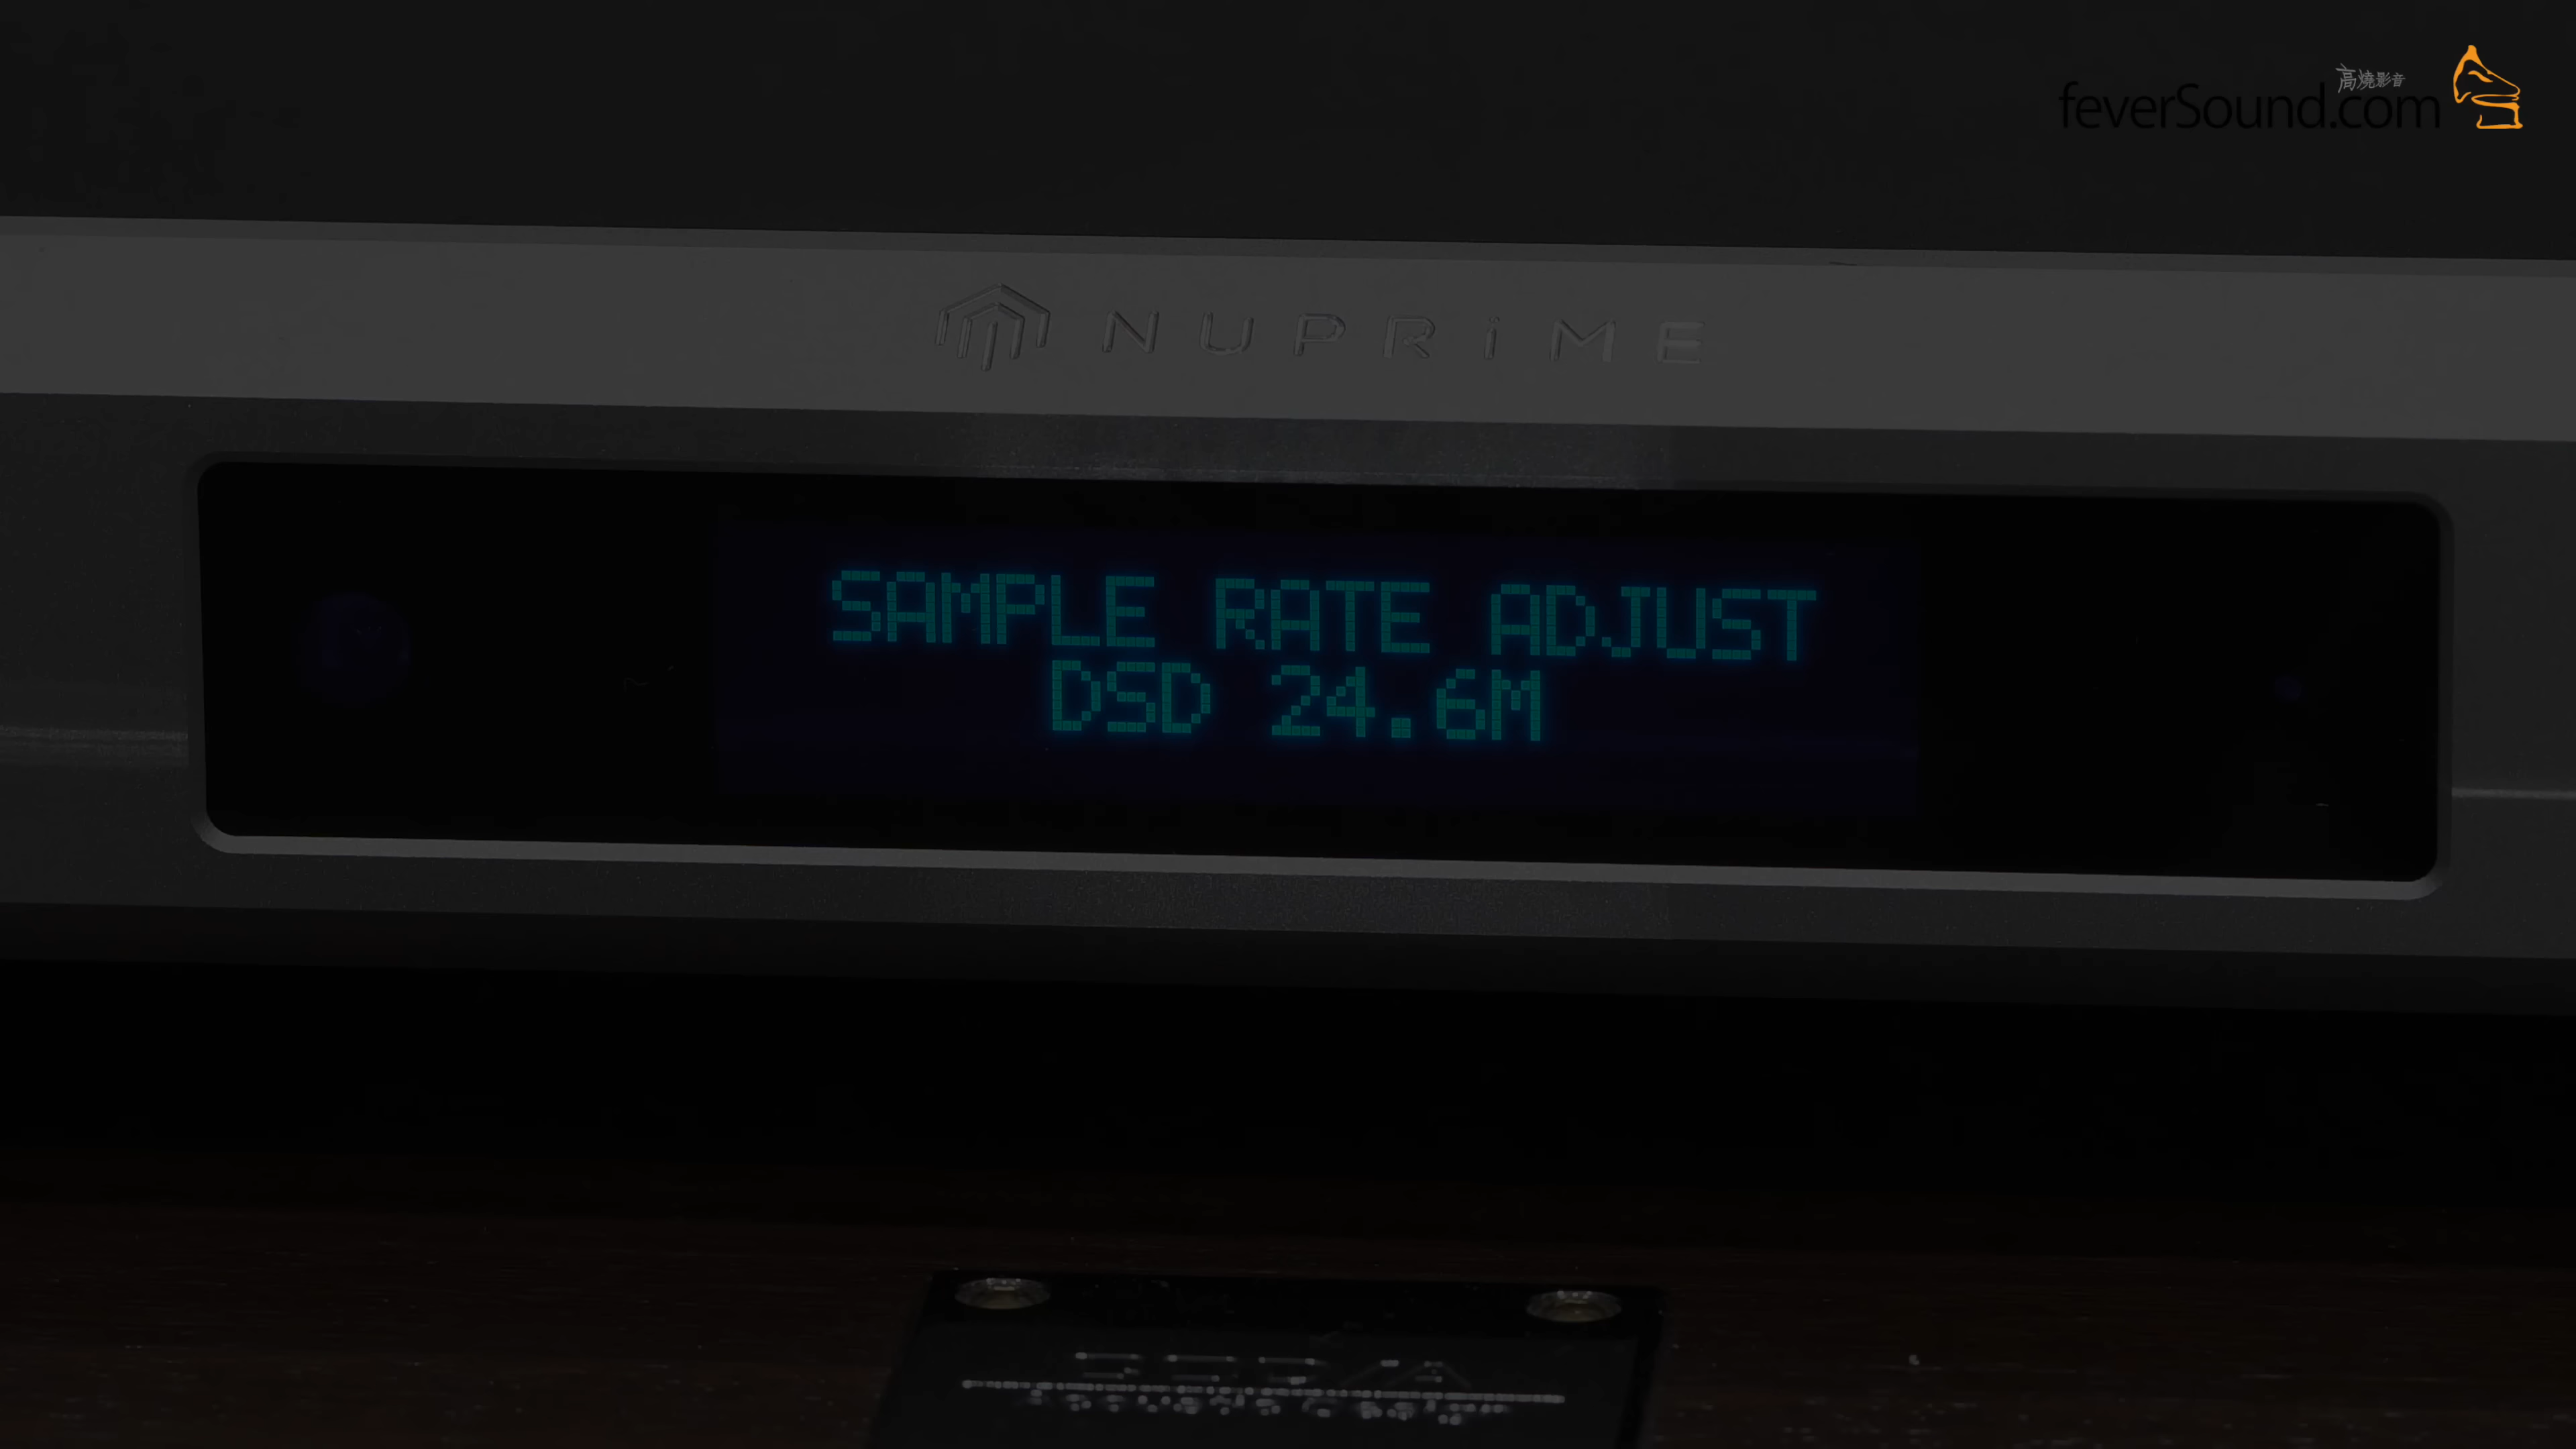 高燒影音
feverSound.com
NUPRiME
SAMPLE RATE ADJUST
DSD 24.6M